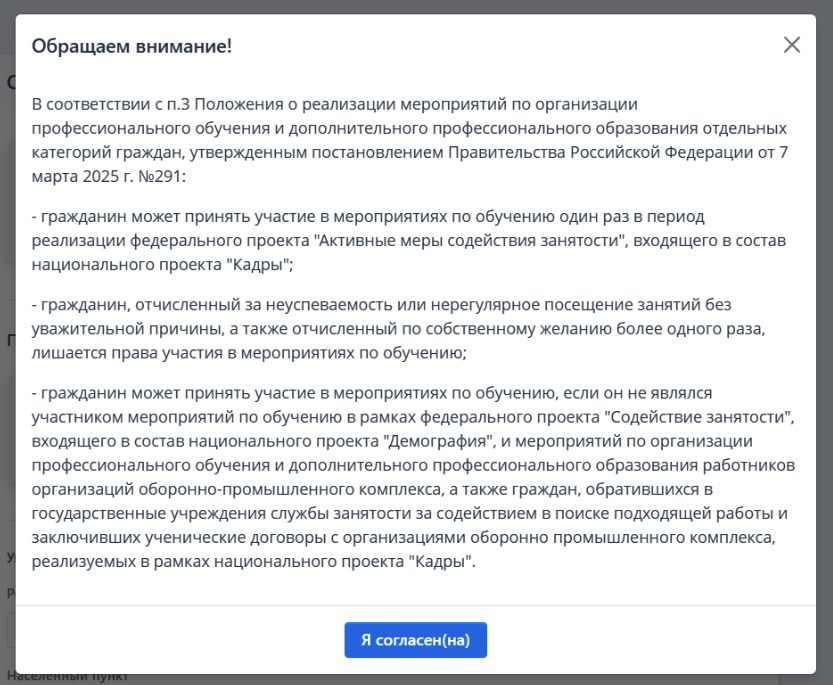 Обращаем внимание!
В соответствии с п.3 Положения о реализации мероприятий по организации
профессионального обучения и дополнительного профессионального образования отдельных
категорий граждан, утвержденным постановлением Правительства Российской Федерации от 7
марта 2025 г. №291:
- гражданин может принять участие в мероприятиях по обучению один раз в период
реализации федерального проекта "Активные меры содействия занятости", входящего в состав
национального проекта "Кадры";
- гражданин, отчисленный за неуспеваемость или нерегулярное посещение занятий без
уважительной причины, а также отчисленный по собственному желанию более одного раза,
лишается права участия в мероприятиях по обучению;
- гражданин может принять участие в мероприятиях по обучению, если он не являлся
участником мероприятий по обучению в рамках федерального проекта "Содействие занятости",
входящего в состав национального проекта "Демография", и мероприятий по организации
профессионального обучения и дополнительного профессионального образования работников
организаций оборонно-промышленного комплекса, а также граждан, обратившихся в
государственные учреждения службы занятости за содействием в поиске подходящей работы и
заключивших ученические договоры с организациями оборонно промышленного комплекса,
реализуемых в рамках национального проекта "Кадры".
Я согласен(на)
Населенный пункт